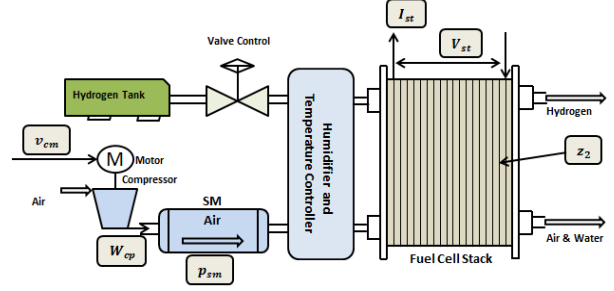 I_st
Valve Control
V_st
Hydrogen Tank
Humidifier and
Temperature Controller
Hydrogen
v_cm
M
Motor
Compressor
z_2
Air
SM
Air
W_cp
p_sm
Air & Water
Fuel Cell Stack